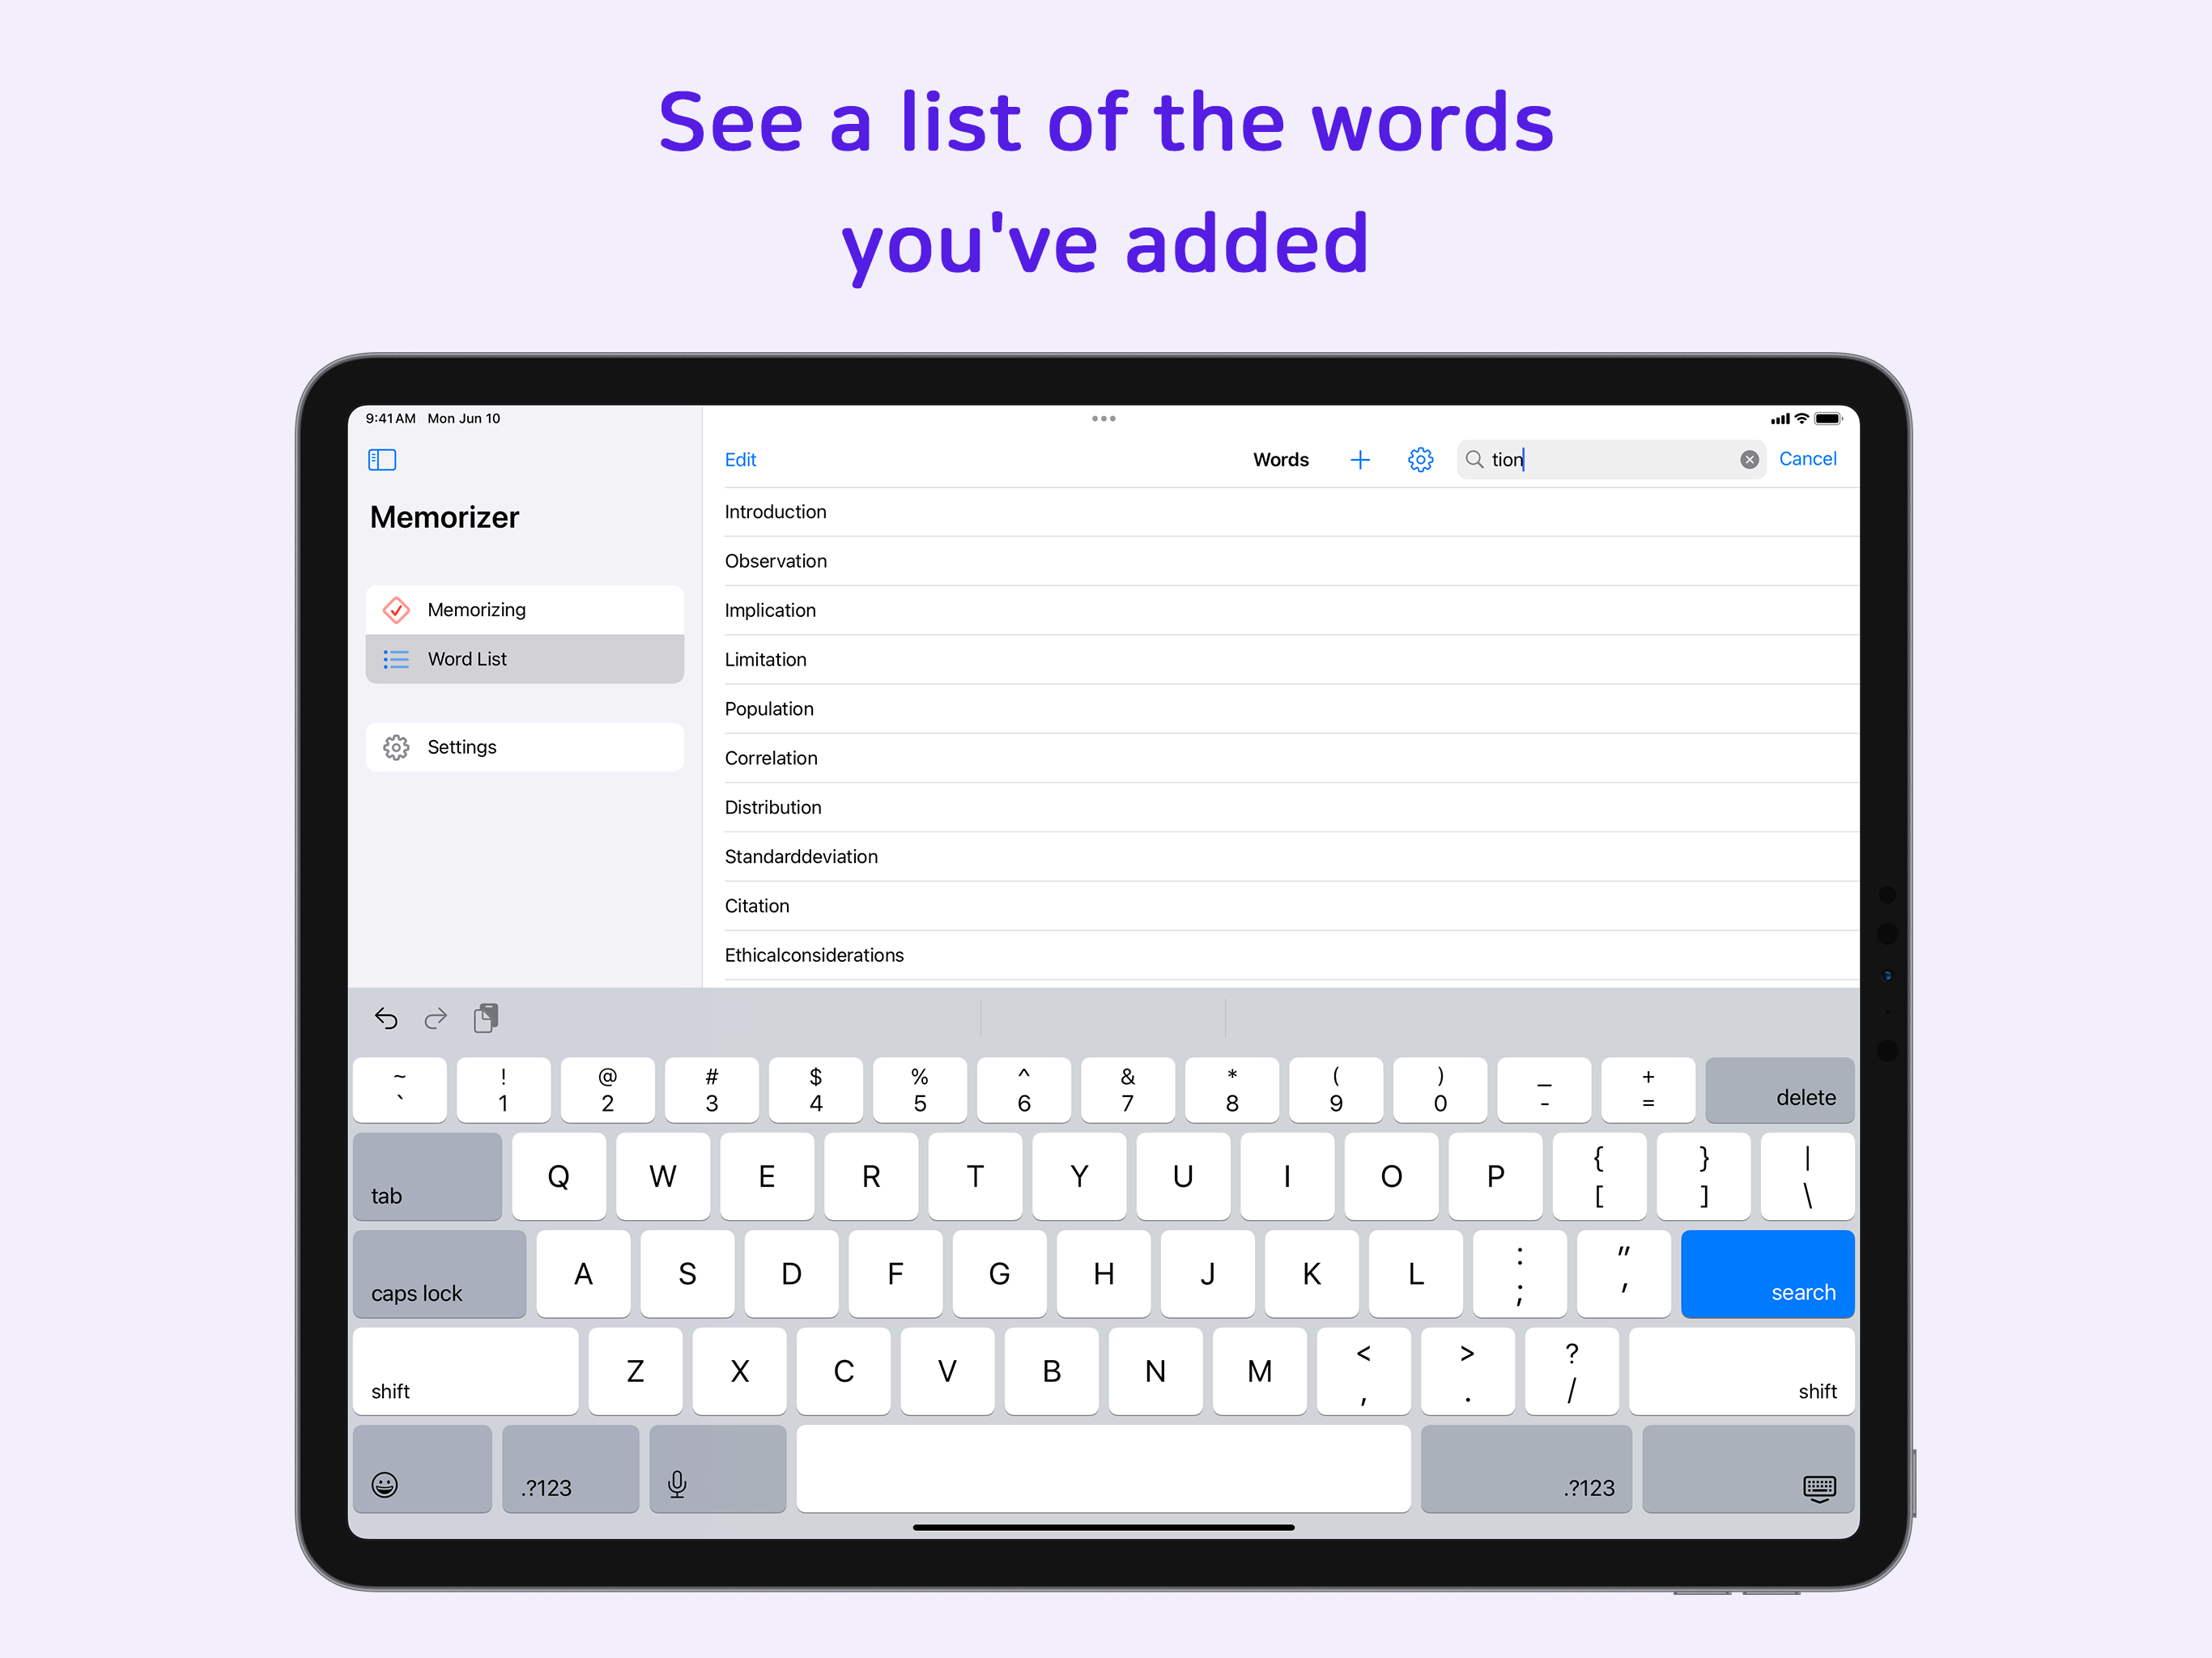 See a list of the words
you've added
9:41 AM Mon Jun 10
Edit Words tion Cancel
Memorizer
Memorizing
Word List
Settings
Introduction
Observation
Implication
Limitation
Population
Correlation
Distribution
Standarddeviation
Citation
Ethicalconsiderations
~ ! @ # $ % ^ & * ( ) _ +
` 1 2 3 4 5 6 7 8 9 0 - = delete
tab Q W E R T Y U I O P { [ } ] | \
caps lock A S D F G H J K L : ; " ' search
shift Z X C V B N M < , > . ? / shift
.?123 .?123